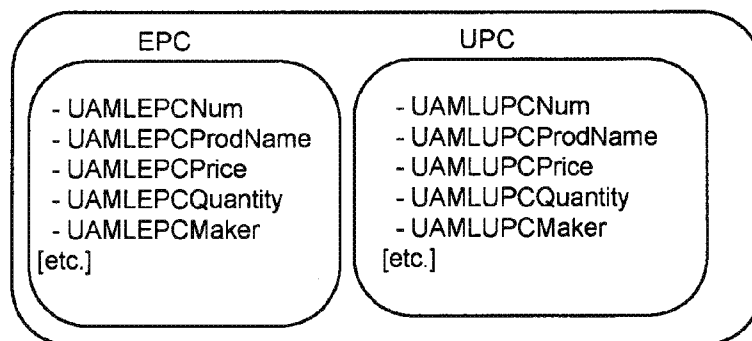 EPC
- UAMLEPCNum
- UAMLEPCProdName
- UAMLEPCPrice
- UAMLEPCQuantity
- UAMLEPCMaker
[etc.]
UPC
- UAMLUPCNum
- UAMLUPCProdName
- UAMLUPCPrice
- UAMLUPCQuantity
- UAMLUPCMaker
[etc.]